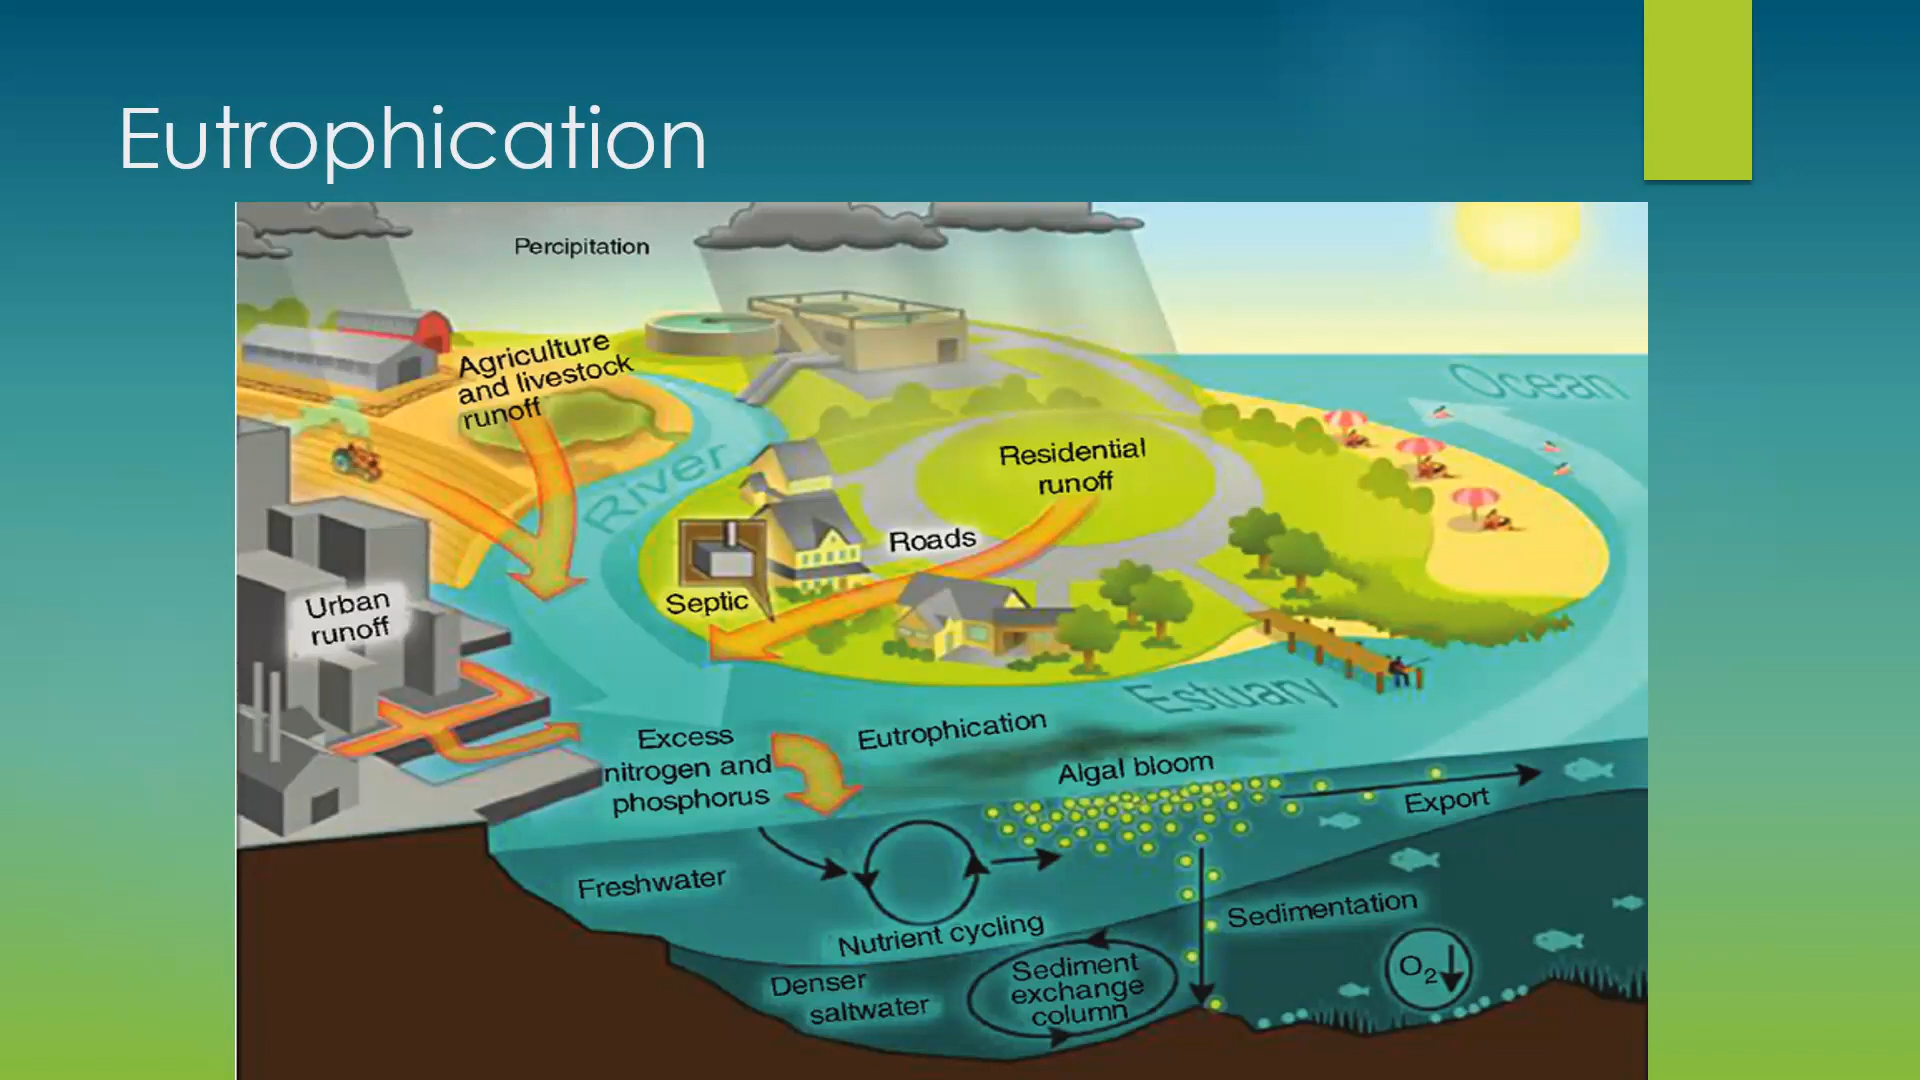 Eutrophication
Percipitation
Agriculture
and livestock
runoff
River
Ocean
Residential
runoff
Roads
Septic
Urban
runoff
Estuary
Excess
nitrogen and
phosphorus
Eutrophication
Algal bloom
Export
Freshwater
Nutrient cycling
Sedimentation
Denser
saltwater
Sediment
exchange
column
O₂